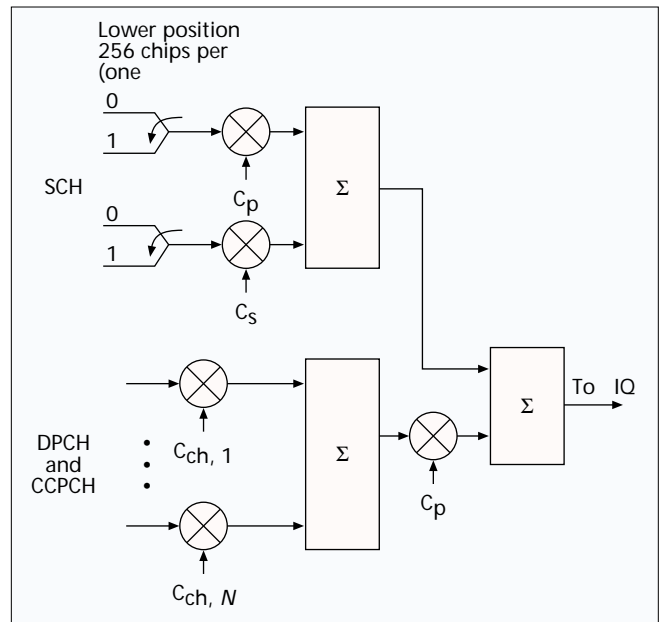 Lower position
256 chips per
(one
0
1
Cp
Σ
SCH
0
1
Cs
Σ
To IQ
DPCH
and
CCPCH
Cch, 1
Σ
Cp
Cch, N